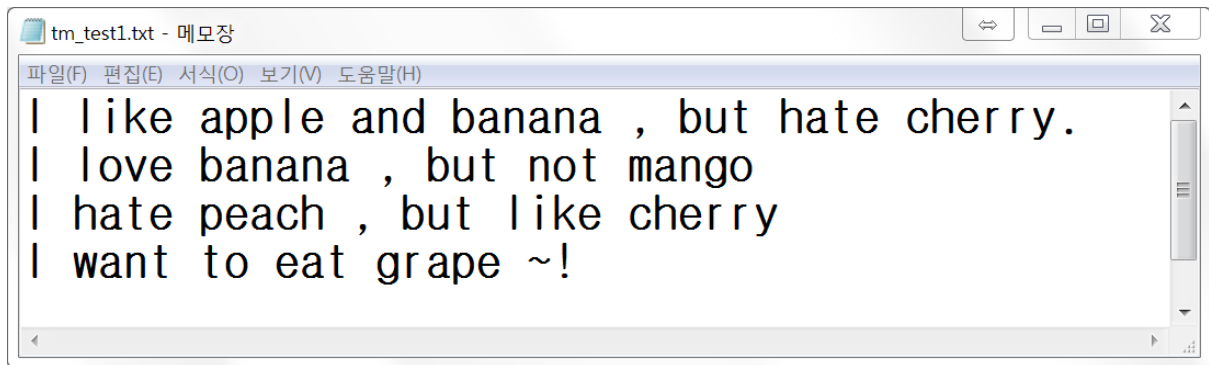 tm_test1.txt - 메모장
파일(F) 편집(E) 서식(O) 보기(V) 도움말(H)
I like apple and banana , but hate cherry.
I love banana , but not mango
I hate peach , but like cherry
I want to eat grape ~!